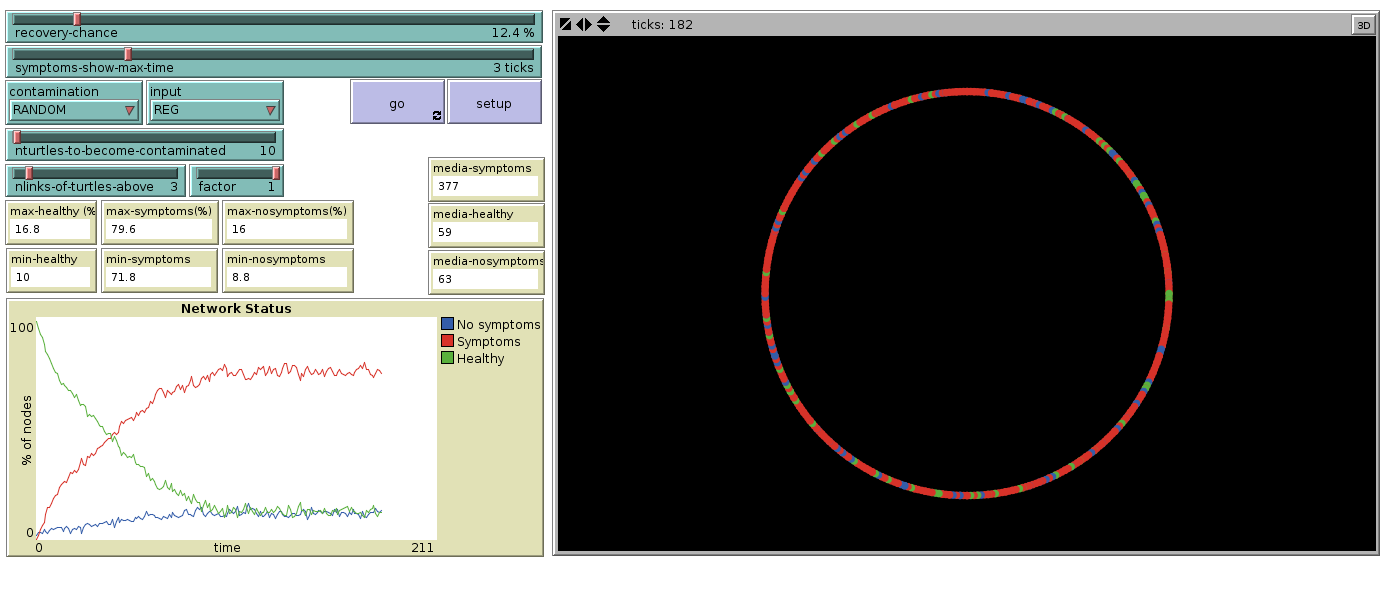 recovery-chance 12.4 %
symptoms-show-max-time 3 ticks
contamination
RANDOM
input
REG
go
setup
nturtles-to-become-contaminated 10
nlinks-of-turtles-above 3
factor 1
media-symptoms
377
media-healthy
59
media-nosymptoms
63
max-healthy (%
16.8
max-symptoms(%)
79.6
max-nosymptoms(%)
16
min-healthy
10
min-symptoms
71.8
min-nosymptoms
8.8
Network Status
100
% of nodes
0
0
time
211
No symptoms
Symptoms
Healthy
ticks: 182
3D